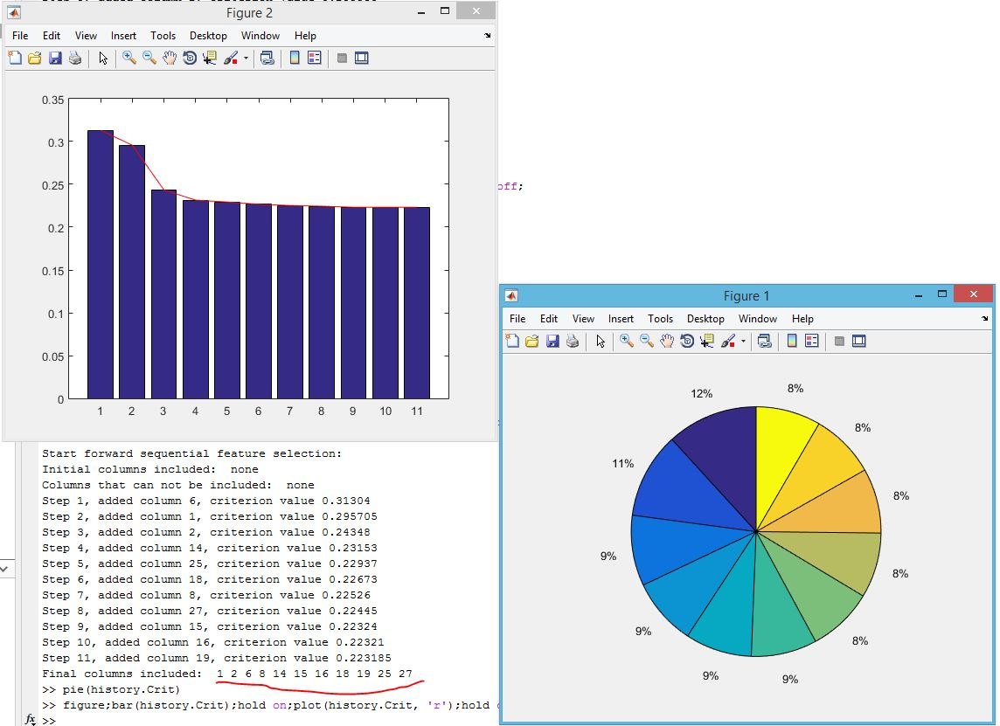 Figure 2
File Edit View Insert Tools Desktop Window Help
0.35
0.3
0.25
0.2
0.15
0.1
0.05
0
1 2 3 4 5 6 7 8 9 10 11
off;
Figure 1
File Edit View Insert Tools Desktop Window Help
12%
8%
8%
11%
8%
9%
8%
9%
8%
9%
9%
Start forward sequential feature selection:
Initial columns included:  none
Columns that can not be included:  none
Step 1, added column 6, criterion value 0.31304
Step 2, added column 1, criterion value 0.295705
Step 3, added column 2, criterion value 0.24348
Step 4, added column 14, criterion value 0.23153
Step 5, added column 25, criterion value 0.22937
Step 6, added column 18, criterion value 0.22673
Step 7, added column 8, criterion value 0.22526
Step 8, added column 27, criterion value 0.22445
Step 9, added column 15, criterion value 0.22324
Step 10, added column 16, criterion value 0.22321
Step 11, added column 19, criterion value 0.223185
Final columns included:  1 2 6 8 14 15 16 18 19 25 27
>> pie(history.Crit)
>> figure;bar(history.Crit);hold on;plot(history.Crit, 'r');hold
fx >>